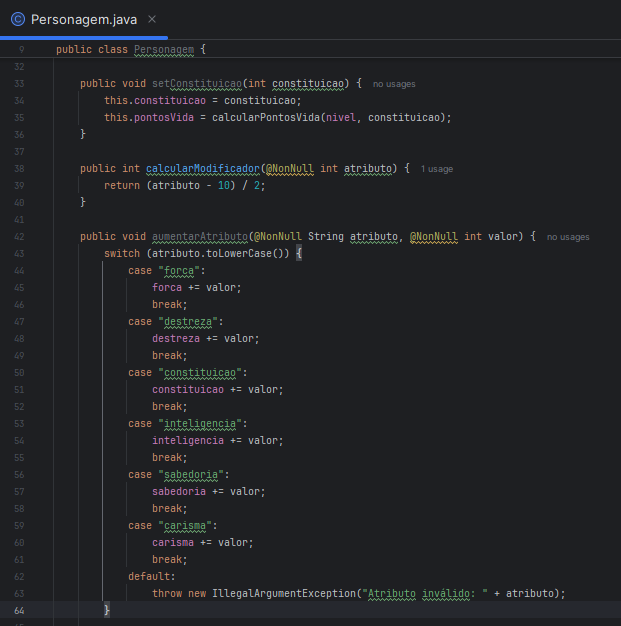 Personagem.java
9 public class Personagem {
32
33 public void setConstituicao(int constituicao) { no usages
34 this.constituicao = constituicao;
35 this.pontosVida = calcularPontosVida(nivel, constituicao);
36 }
37
38 public int calcularModificador(@NonNull int atributo) { 1 usage
39 return (atributo - 10) / 2;
40 }
41
42 public void aumentarAtributo(@NonNull String atributo, @NonNull int valor) { no usages
43 switch (atributo.toLowerCase()) {
44 case "forca":
45 forca += valor;
46 break;
47 case "destreza":
48 destreza += valor;
49 break;
50 case "constituicao":
51 constituicao += valor;
52 break;
53 case "inteligencia":
54 inteligencia += valor;
55 break;
56 case "sabedoria":
57 sabedoria += valor;
58 break;
59 case "carisma":
60 carisma += valor;
61 break;
62 default:
63 throw new IllegalArgumentException("Atributo inválido: " + atributo);
64 }